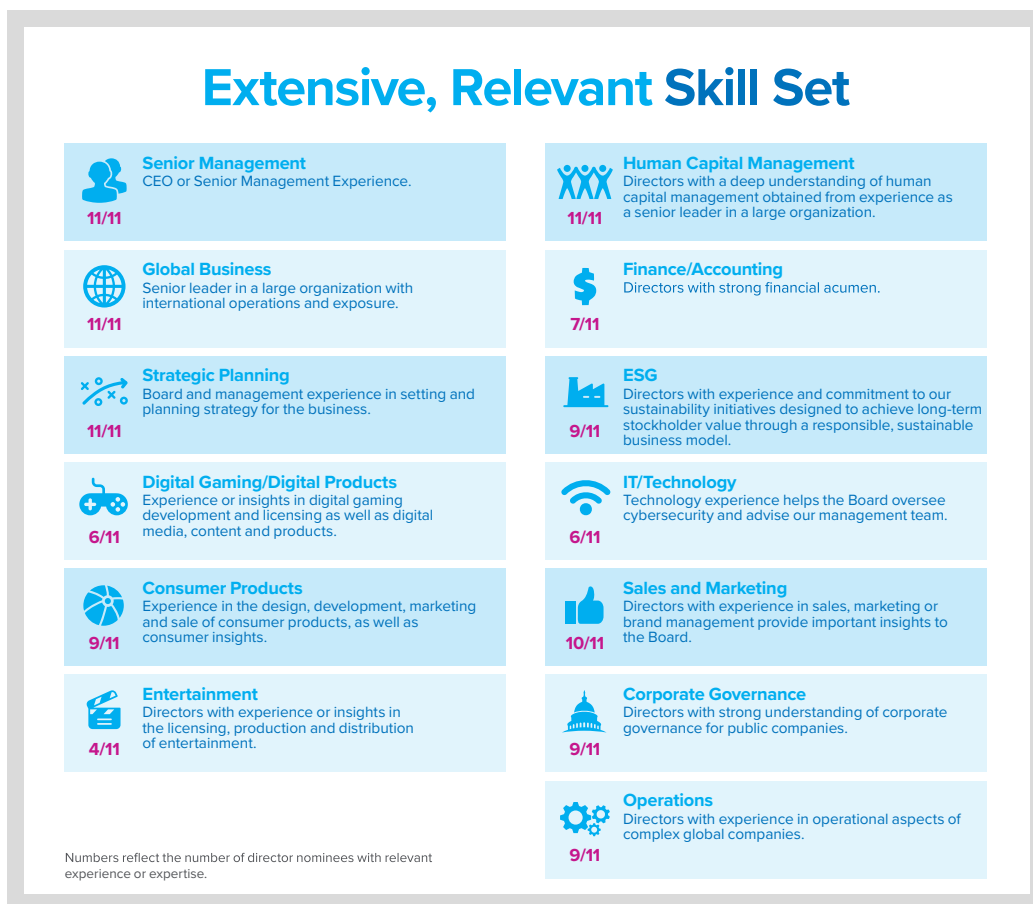 Extensive, Relevant Skill Set
Senior Management
CEO or Senior Management Experience.
11/11
Global Business
Senior leader in a large organization with
international operations and exposure.
11/11
Strategic Planning
Board and management experience in setting and
planning strategy for the business.
11/11
Digital Gaming/Digital Products
Experience or insights in digital gaming
development and licensing as well as digital
media, content and products.
6/11
Consumer Products
Experience in the design, development, marketing
and sale of consumer products, as well as
consumer insights.
9/11
Entertainment
Directors with experience or insights in
the licensing, production and distribution
of entertainment.
4/11
Human Capital Management
Directors with a deep understanding of human
capital management obtained from experience as
a senior leader in a large organization.
11/11
Finance/Accounting
Directors with strong financial acumen.
7/11
ESG
Directors with experience and commitment to our
sustainability initiatives designed to achieve long-term
stockholder value through a responsible, sustainable
business model.
9/11
IT/Technology
Technology experience helps the Board oversee
cybersecurity and advise our management team.
6/11
Sales and Marketing
Directors with experience in sales, marketing or
brand management provide important insights to
the Board.
10/11
Corporate Governance
Directors with strong understanding of corporate
governance for public companies.
9/11
Operations
Directors with experience in operational aspects of
complex global companies.
9/11
Numbers reflect the number of director nominees with relevant
experience or expertise.